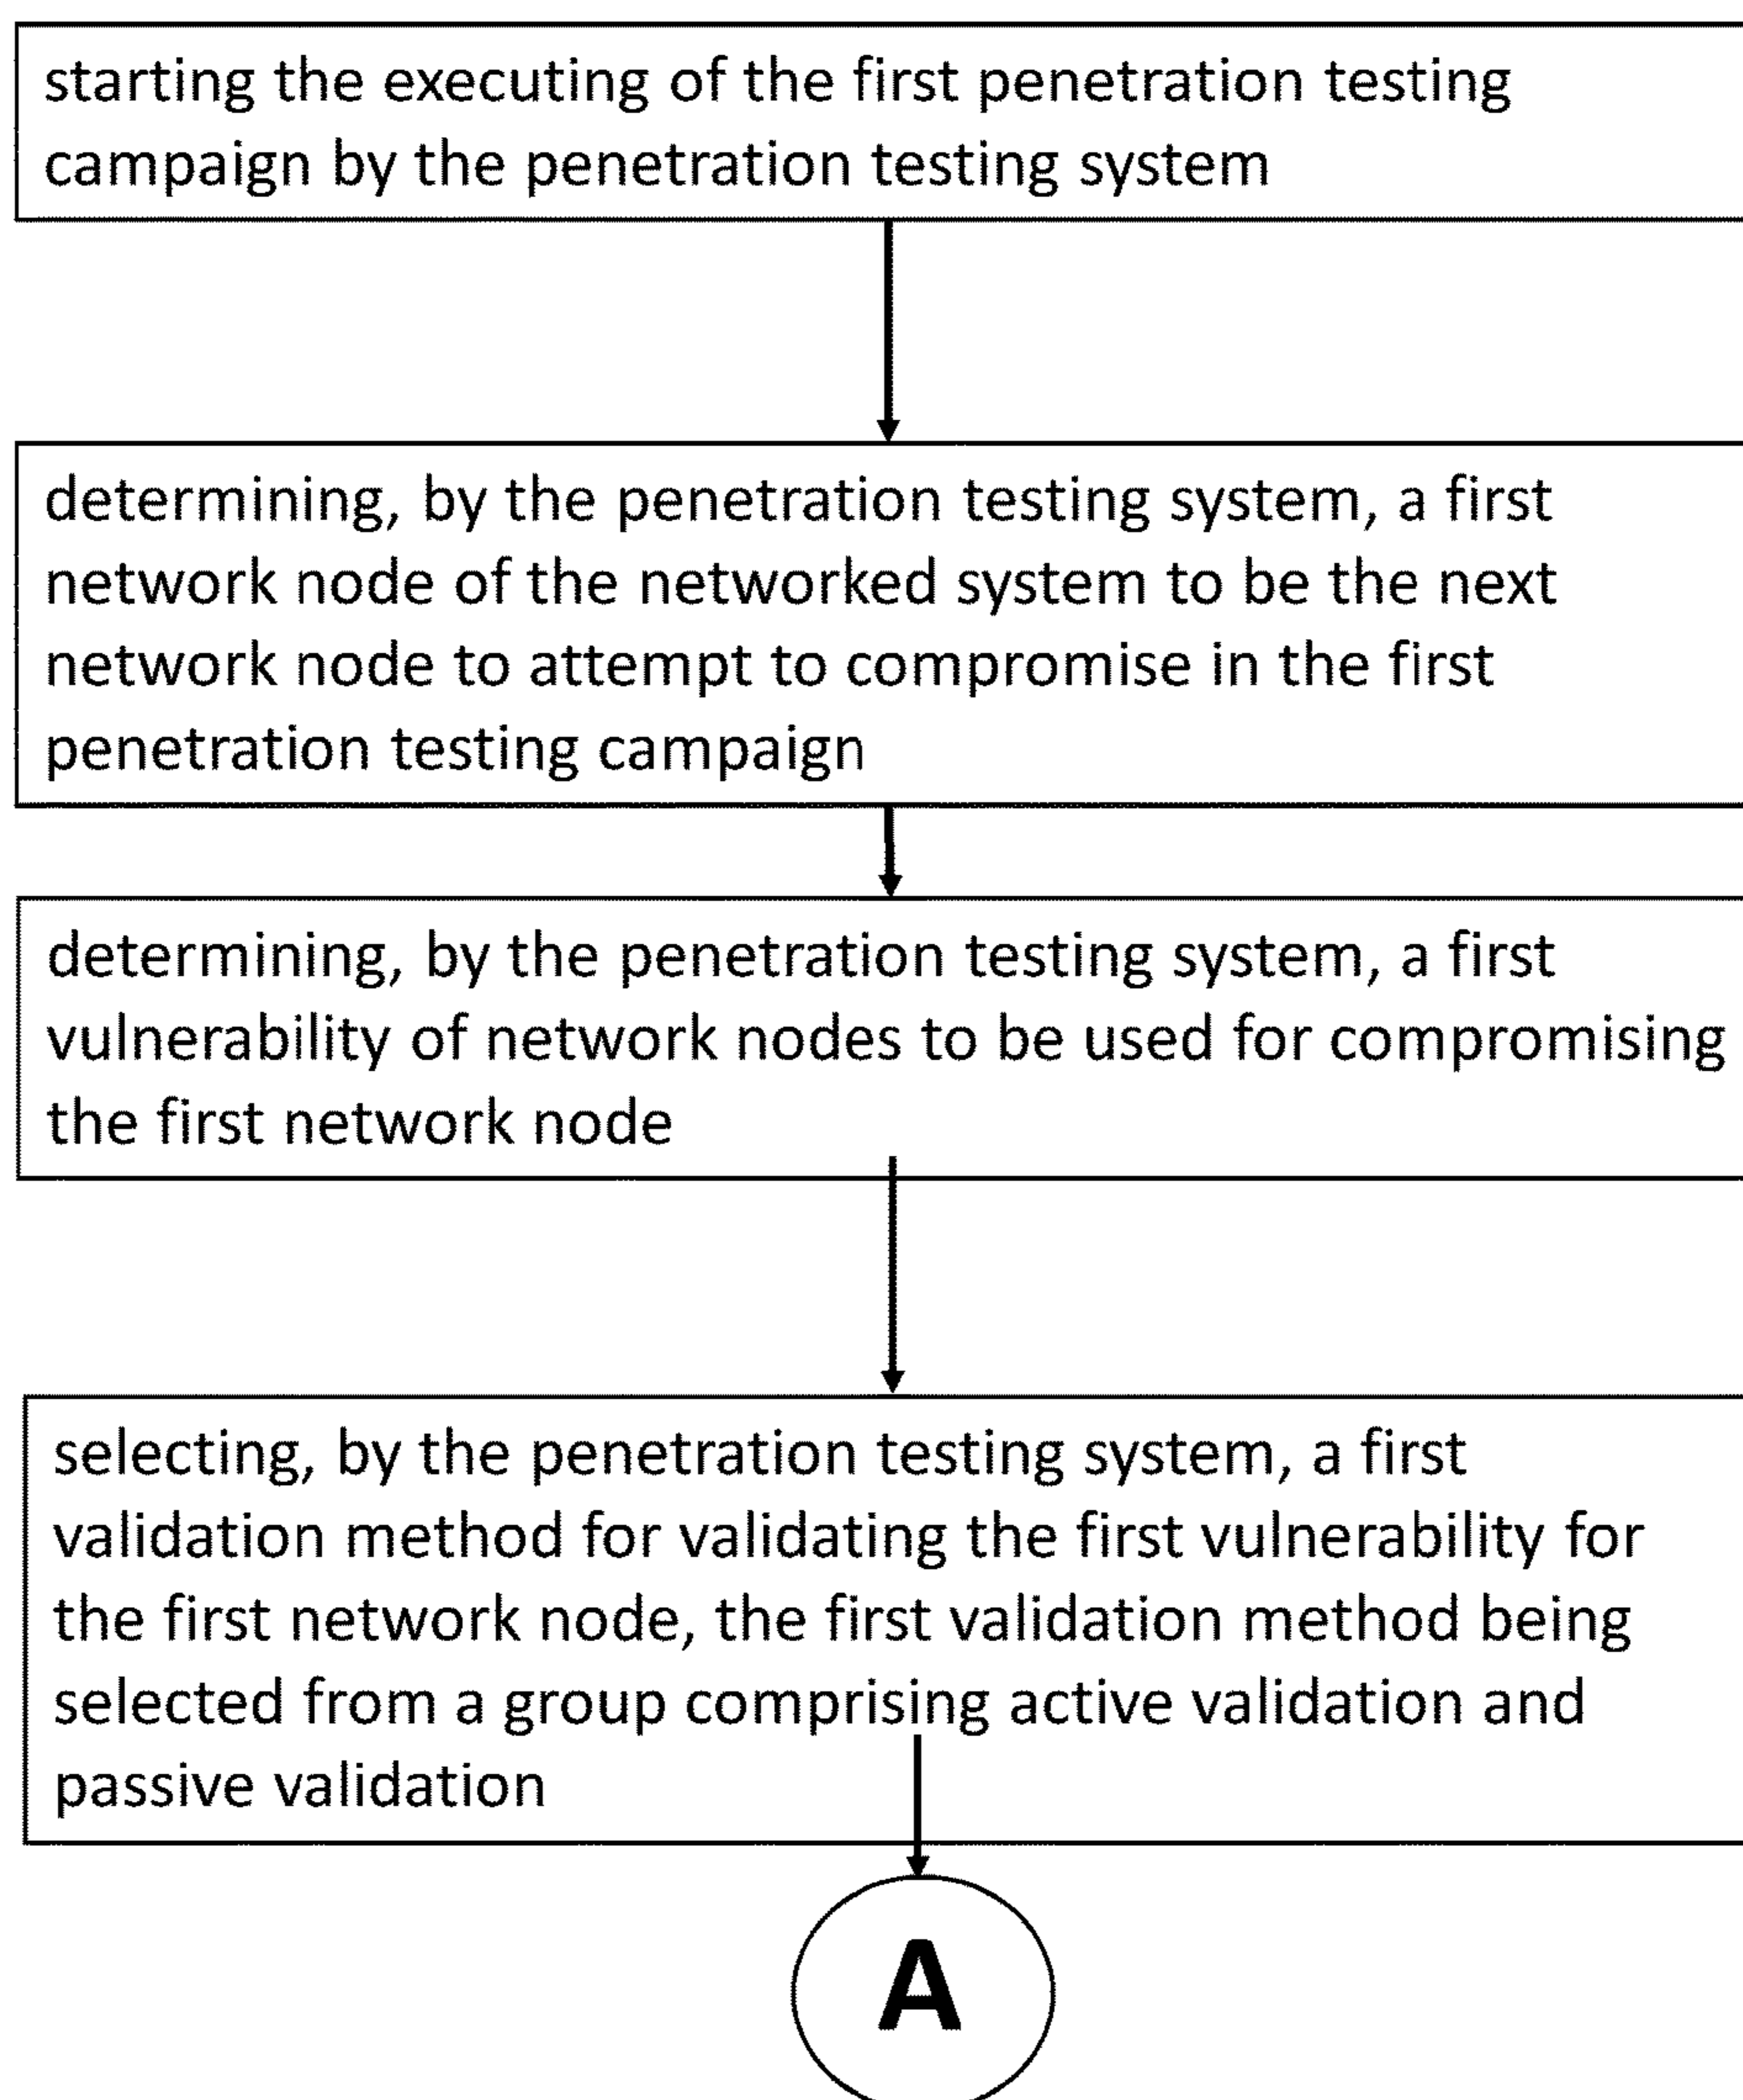 starting the executing of the first penetration testing
campaign by the penetration testing system
determining, by the penetration testing system, a first
network node of the networked system to be the next
network node to attempt to compromise in the first
penetration testing campaign
determining, by the penetration testing system, a first
vulnerability of network nodes to be used for compromising
the first network node
selecting, by the penetration testing system, a first
validation method for validating the first vulnerability for
the first network node, the first validation method being
selected from a group comprising active validation and
passive validation
A